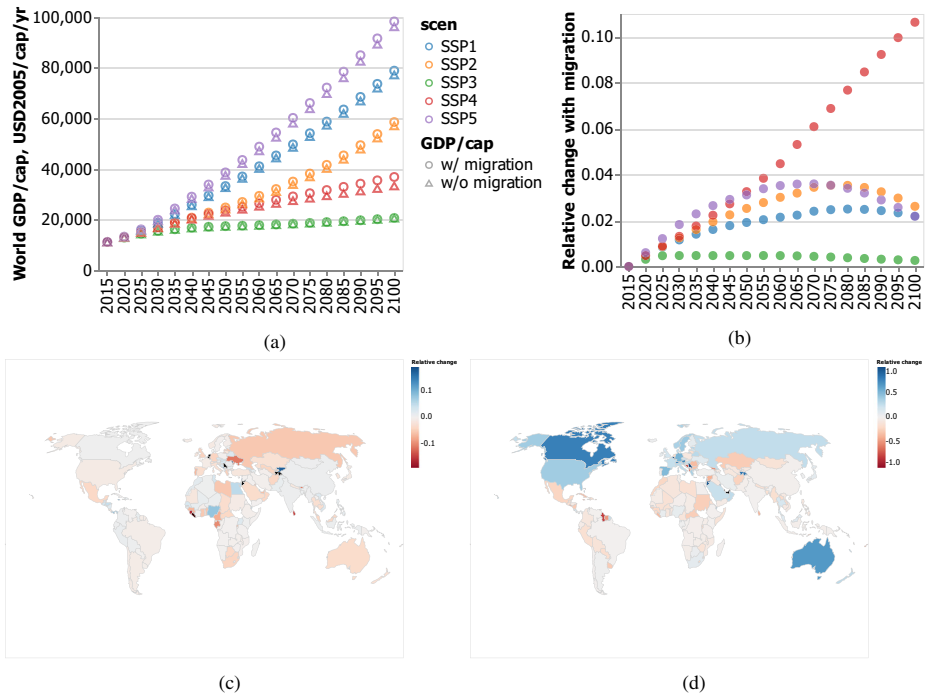 World GDP/cap, USD2005/cap/yr
100,000
80,000
60,000
40,000
20,000
0
2015 2020 2025 2030 2035 2040 2045 2050 2055 2060 2065 2070 2075 2080 2085 2090 2095 2100
scen
SSP1
SSP2
SSP3
SSP4
SSP5
GDP/cap
w/ migration
w/o migration
(a)
Relative change with migration
0.10
0.08
0.06
0.04
0.02
0.00
2015 2020 2025 2030 2035 2040 2045 2050 2055 2060 2065 2070 2075 2080 2085 2090 2095 2100
(b)
Relative change
0.1
0.0
-0.1
(c)
Relative change
1.0
0.5
0.0
-0.5
-1.0
(d)